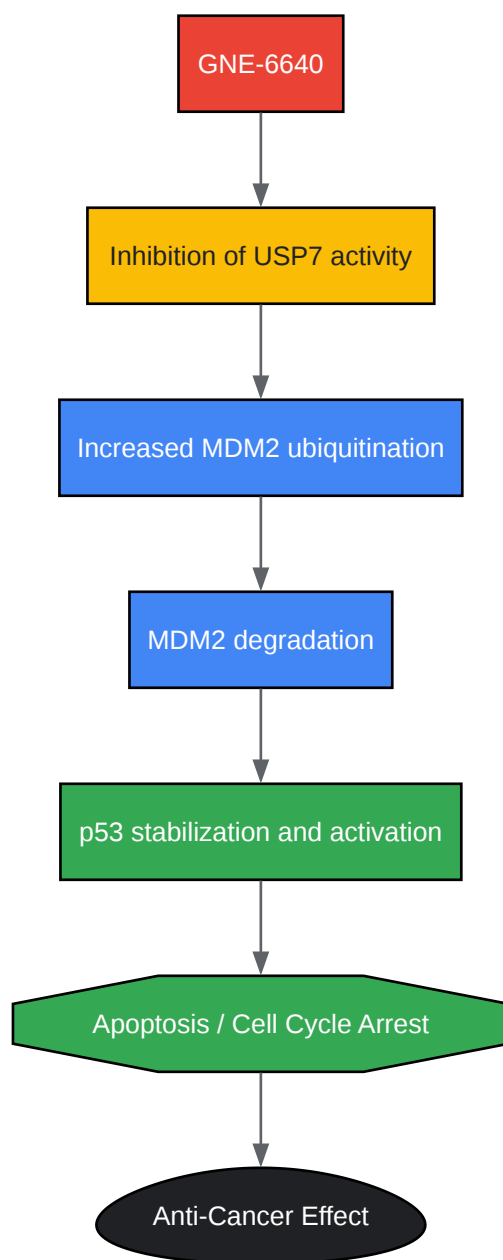 GNE-6640
Inhibition of USP7 activity
Increased MDM2 ubiquitination
MDM2 degradation
p53 stabilization and activation
Apoptosis / Cell Cycle Arrest
Anti-Cancer Effect